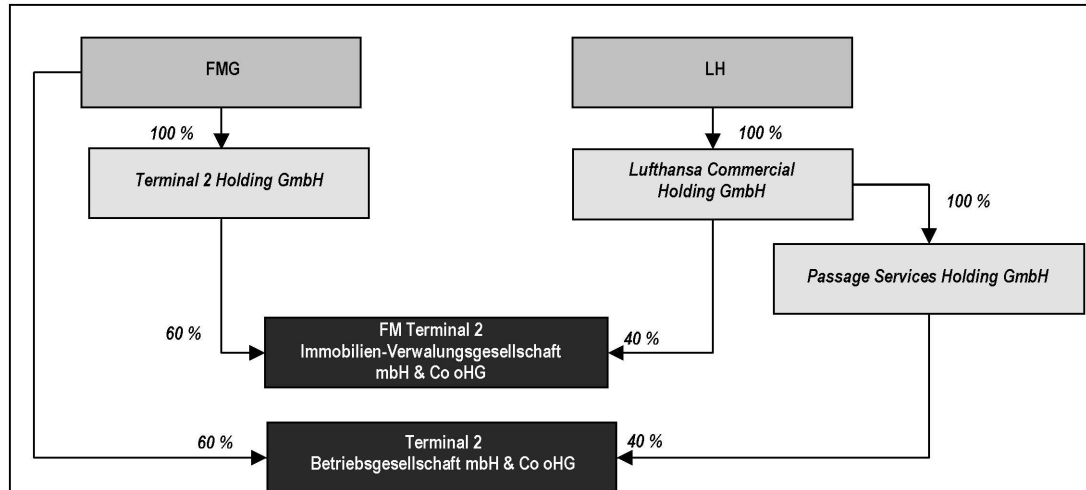 FMG
LH
100 %
100 %
Terminal 2 Holding GmbH
Lufthansa Commercial
Holding GmbH
100 %
Passage Services Holding GmbH
60 %
FM Terminal 2
Immobilien-Verwalungsgesellschaft
mbH & Co oHG
40 %
60 %
Terminal 2
Betriebsgesellschaft mbH & Co oHG
40 %